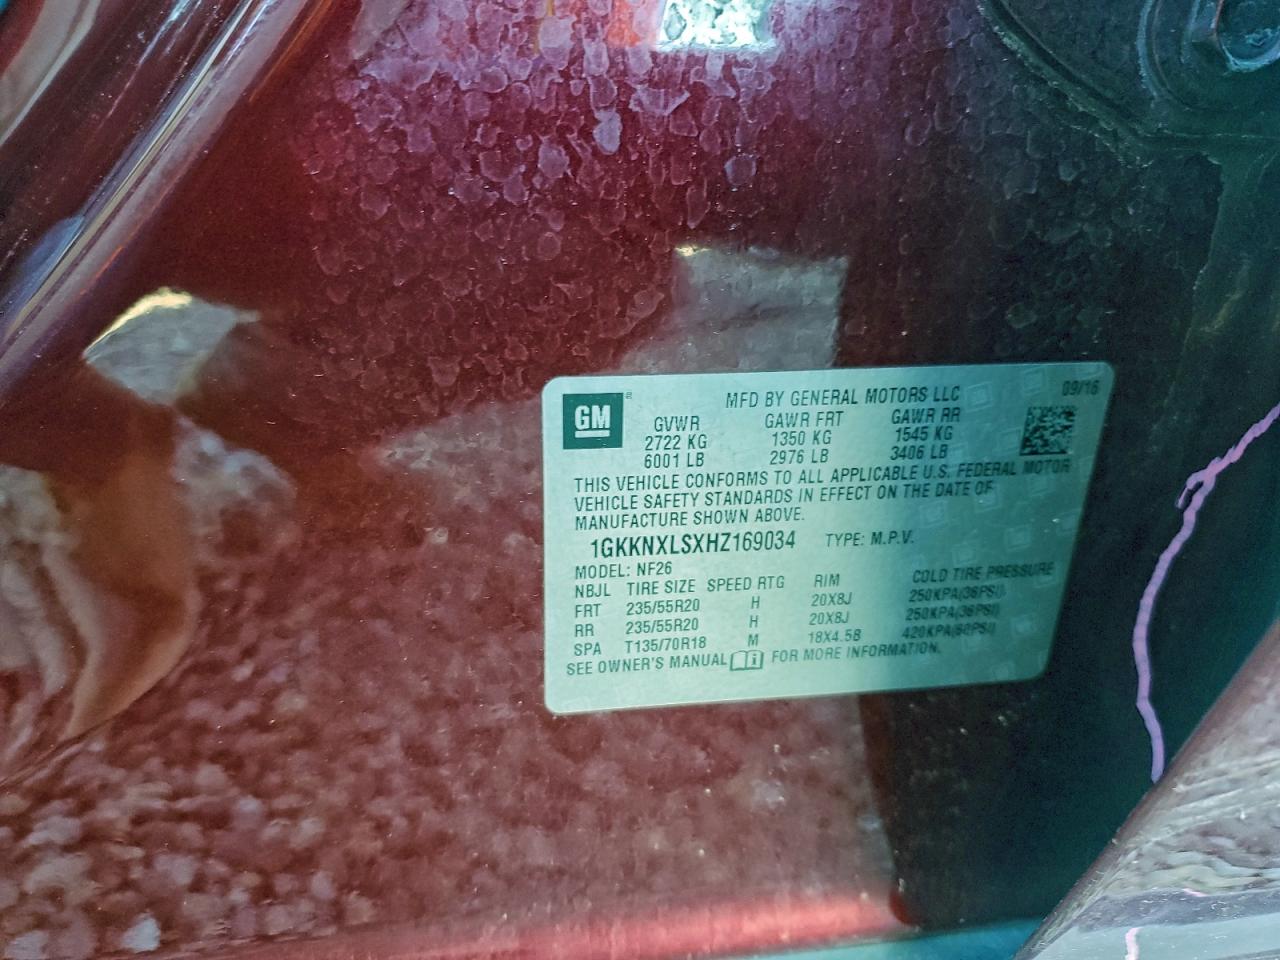 GM
MFD BY GENERAL MOTORS LLC 09/16
GVWR GAWR FRT GAWR RR
2722 KG 1350 KG 1545 KG
6001 LB 2976 LB 3406 LB
THIS VEHICLE CONFORMS TO ALL APPLICABLE U.S. FEDERAL MOTOR
VEHICLE SAFETY STANDARDS IN EFFECT ON THE DATE OF
MANUFACTURE SHOWN ABOVE.
1GKKNXLSXHZ169034 TYPE: M.P.V.
MODEL: NF26
NBJL TIRE SIZE SPEED RTG RIM COLD TIRE PRESSURE
FRT 235/55R20 H 20X8J 250KPA(36PSI)
RR 235/55R20 H 20X8J 250KPA(36PSI)
SPA T135/70R18 M 18X4.5B 420KPA(60PSI)
SEE OWNER'S MANUAL FOR MORE INFORMATION.